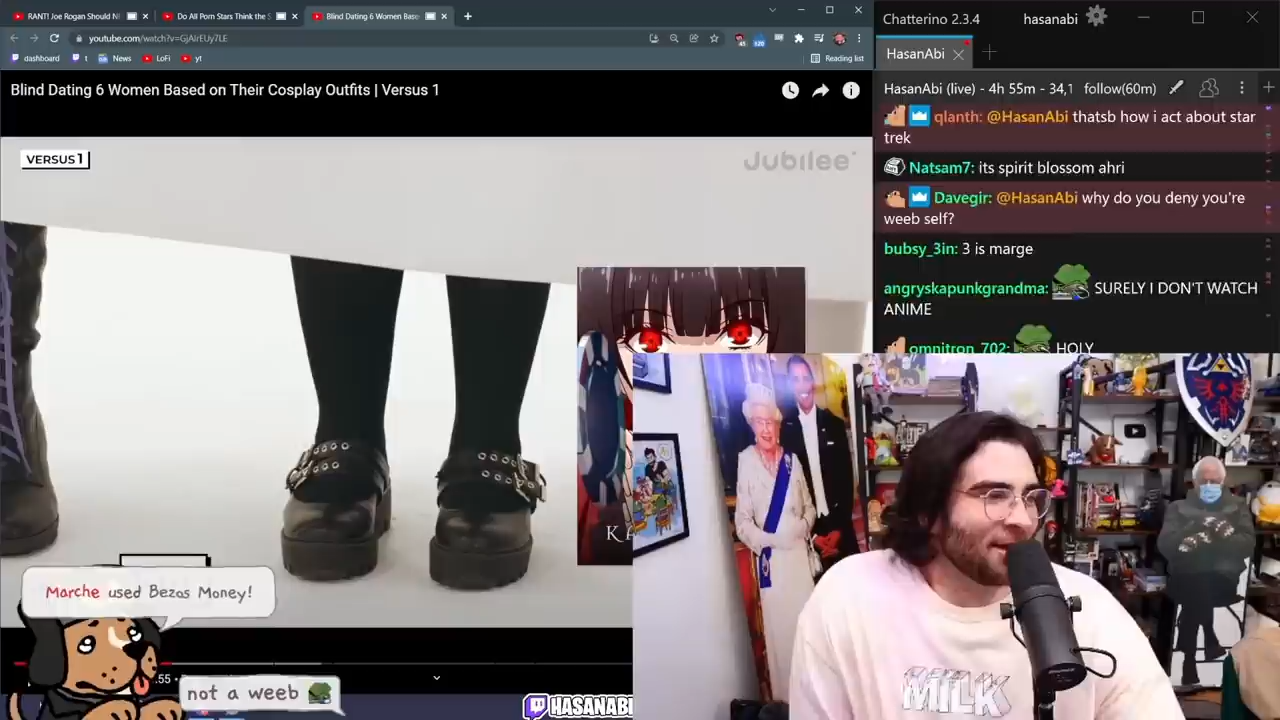 RANT! Joe Rogan Should N
Do All Porn Stars Think the S
Blind Dating 6 Women Base
youtube.com/watch?v=GjAIrEUy7LE
dashboard
t
News
LoFi
yt
Reading list
Blind Dating 6 Women Based on Their Cosplay Outfits | Versus 1
VERSUS 1
Jubilee
Marche used Bezos Money!
not a weeb
HASANABI
MILK
Chatterino 2.3.4
hasanabi
HasanAbi
HasanAbi (live) - 4h 55m - 34,1 follow(60m)
qlanth: @HasanAbi thatsb how i act about star
trek
Natsam7: its spirit blossom ahri
Davegir: @HasanAbi why do you deny you're
weeb self?
bubsy_3in: 3 is marge
angryskapunkgrandma: SURELY I DON'T WATCH
ANIME
omnitron_702: HOLY